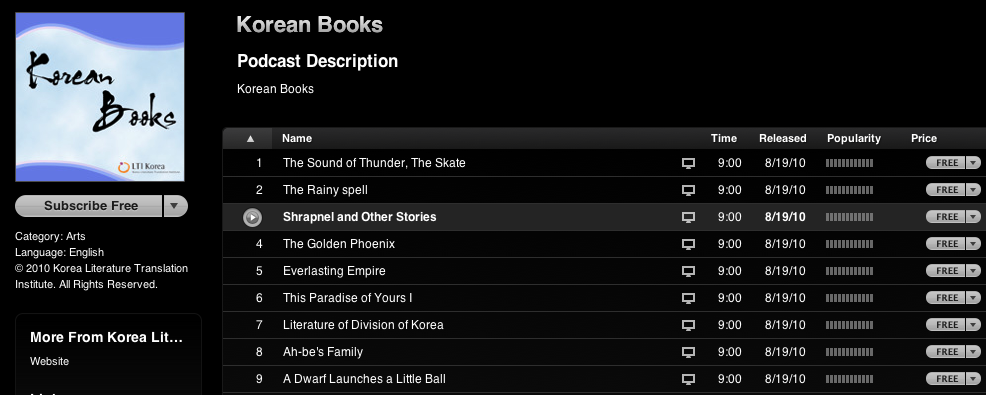 Korean Books
Podcast Description
Korean Books
Korean
Books
LTI Korea
Subscribe Free
Category: Arts
Language: English
© 2010 Korea Literature Translation
Institute. All Rights Reserved.
More From Korea Lit…
Website
Name Time Released Popularity Price
1 The Sound of Thunder, The Skate 9:00 8/19/10 FREE
2 The Rainy spell 9:00 8/19/10 FREE
Shrapnel and Other Stories 9:00 8/19/10 FREE
4 The Golden Phoenix 9:00 8/19/10 FREE
5 Everlasting Empire 9:00 8/19/10 FREE
6 This Paradise of Yours I 9:00 8/19/10 FREE
7 Literature of Division of Korea 9:00 8/19/10 FREE
8 Ah-be's Family 9:00 8/19/10 FREE
9 A Dwarf Launches a Little Ball 9:00 8/19/10 FREE